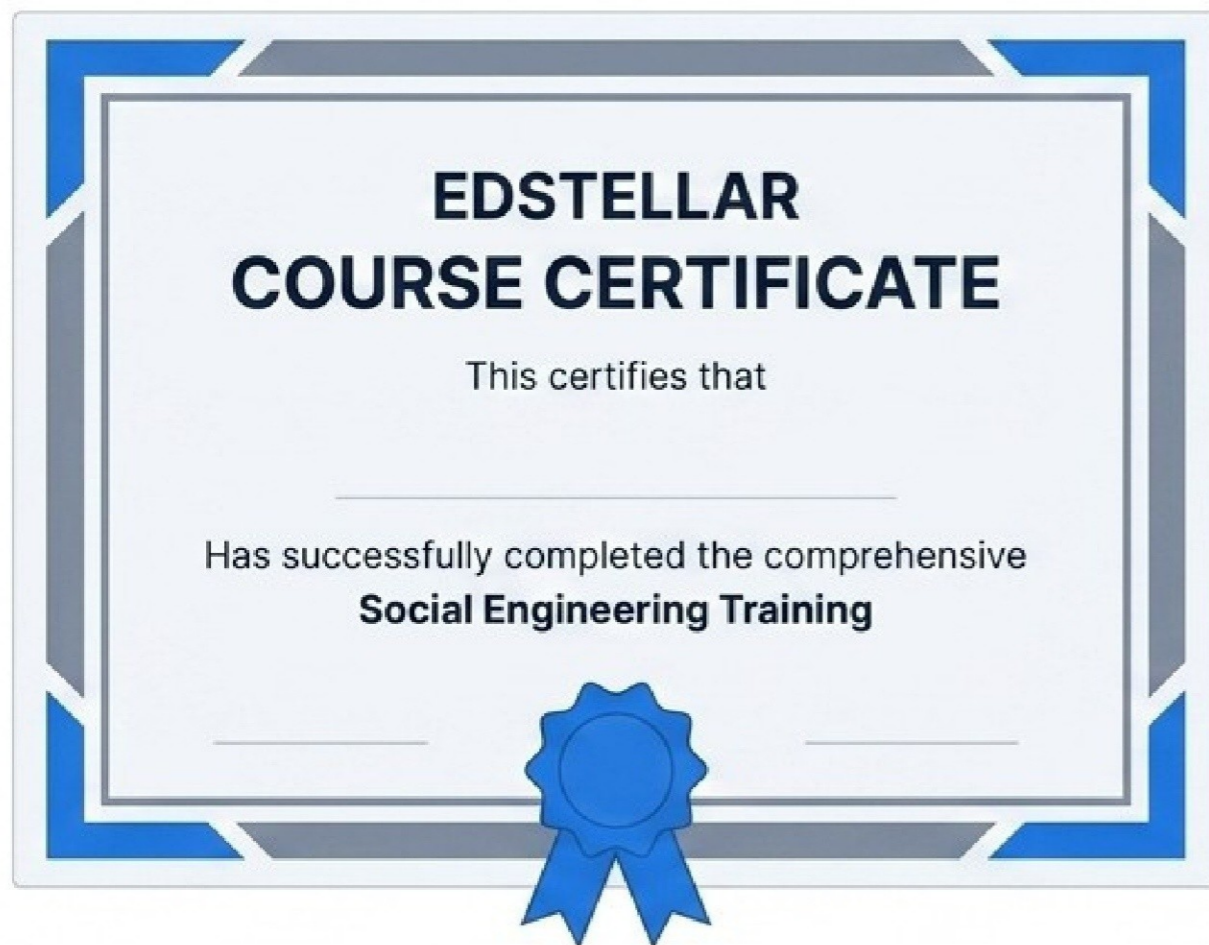 EDSTELLAR
COURSE CERTIFICATE
This certifies that
Has successfully completed the comprehensive
Social Engineering Training